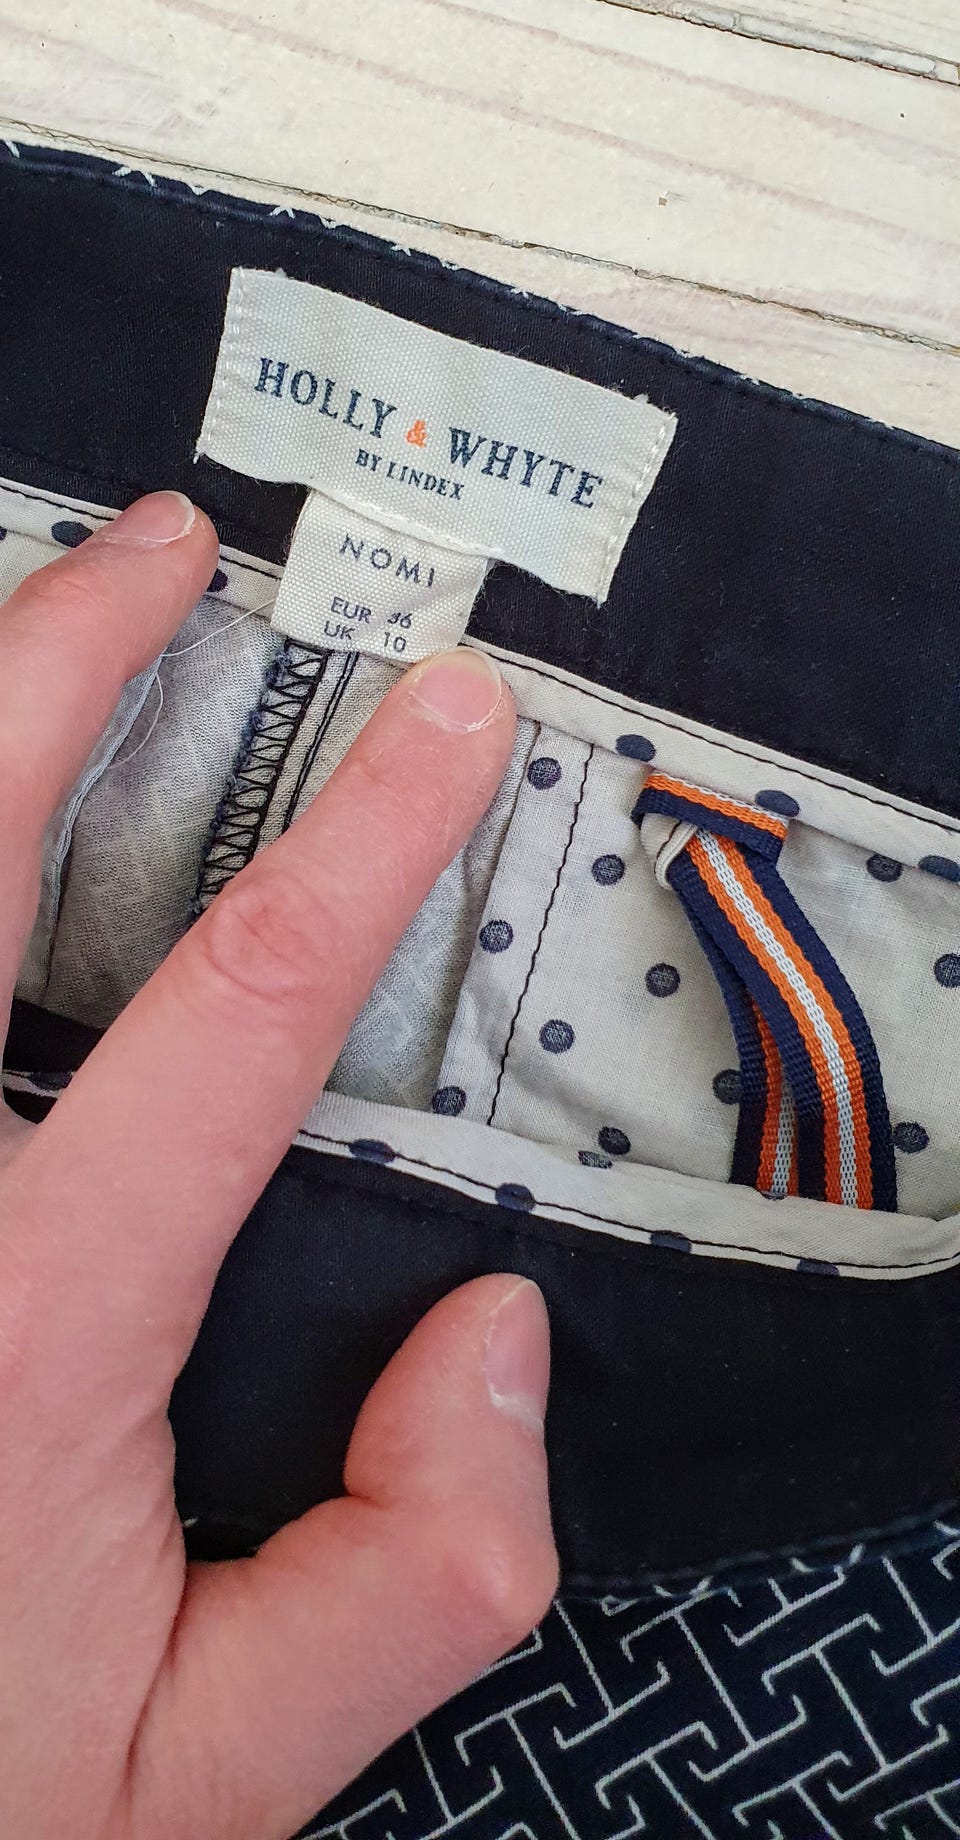 HOLLY & WHYTE
BY LINDEX
NOMI
EUR 36
UK 10